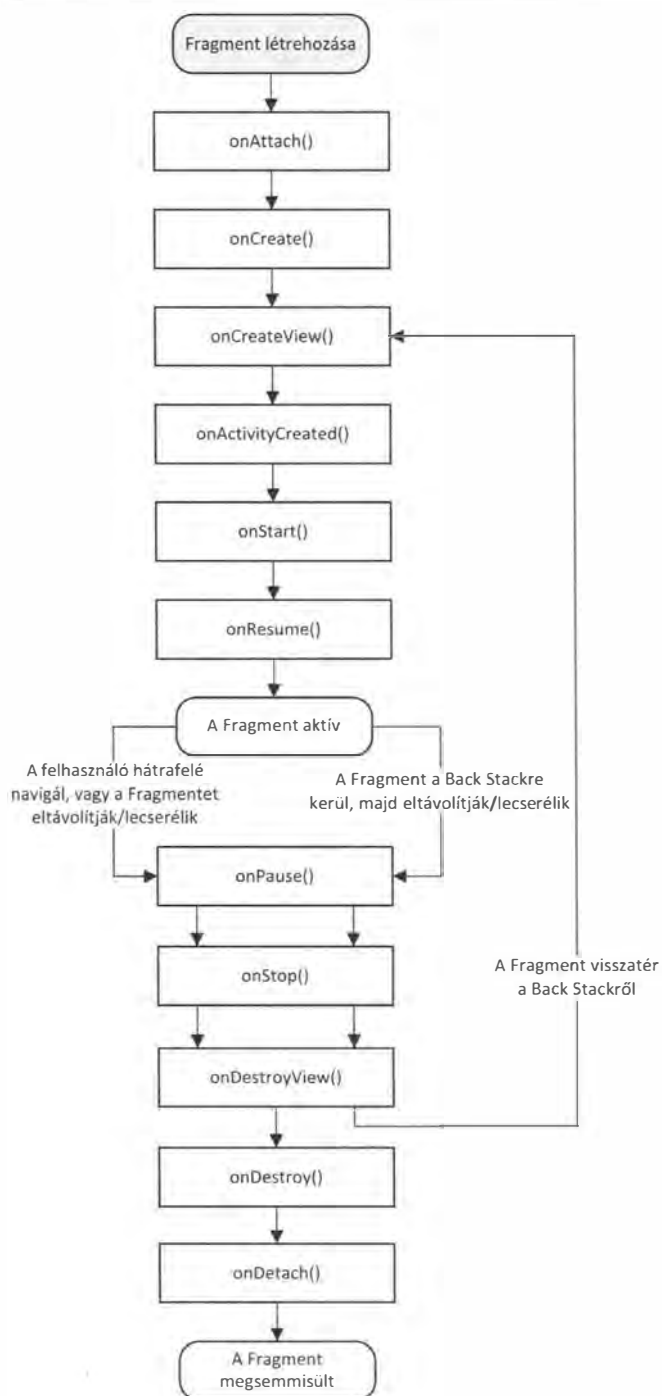 Fragment létrehozása
onAttach()
onCreate()
onCreateView()
onActivityCreated()
onStart()
onResume()
A Fragment aktív
A felhasználó hátrafelé
navigál, vagy a Fragmentet
eltávolítják/lecserélik
A Fragment a Back Stackre
kerül, majd eltávolítják/lecserélik
onPause()
onStop()
A Fragment visszatér
a Back Stackről
onDestroyView()
onDestroy()
onDetach()
A Fragment
megsemmisült